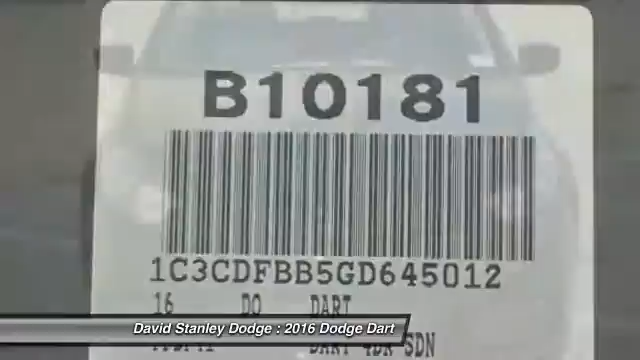 B10181
1C3CDFBB5GD645012
16 DO DART
David Stanley Dodge : 2016 Dodge Dart
DART 4DR SDN